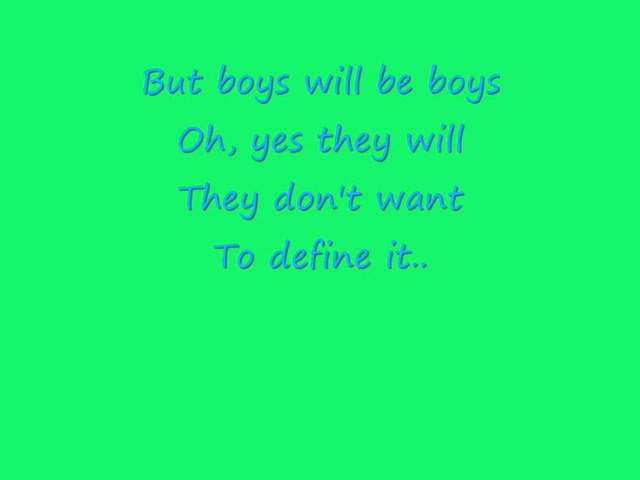 But boys will be boys
Oh, yes they will
They don't want
To define it..